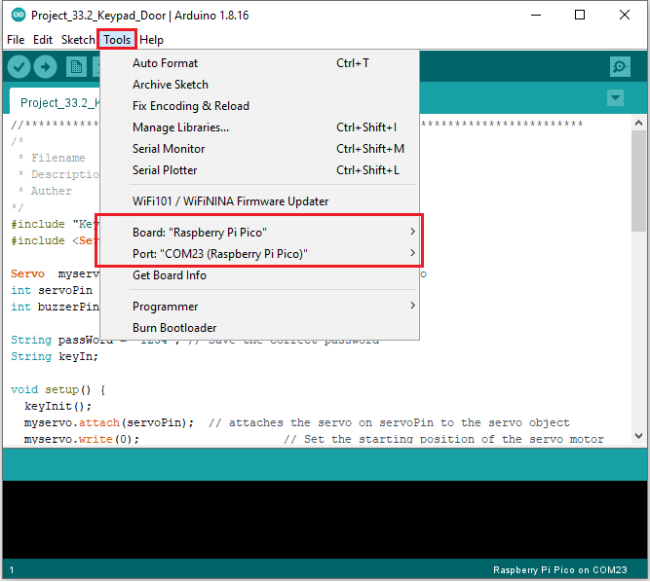 Project_33.2_Keypad_Door | Arduino 1.8.16
File Edit Sketch Tools Help
Auto Format Ctrl+T
Archive Sketch
Fix Encoding & Reload
Manage Libraries... Ctrl+Shift+I
Serial Monitor Ctrl+Shift+M
Serial Plotter Ctrl+Shift+L
WiFi101 / WiFiNINA Firmware Updater
Board: "Raspberry Pi Pico"
Port: "COM23 (Raspberry Pi Pico)"
Get Board Info
Programmer
Burn Bootloader
Project_33.2_K
//***********
************************
/*
* Filename
* Descriptio
* Auther
*/
#include "Key
#include <Se
Servo myserv
o
int servoPin
int buzzerPin
String passWord = "1234"; // Save the correct password
String keyIn;
void setup() {
keyInit();
myservo.attach(servoPin); // attaches the servo on servoPin to the servo object
myservo.write(0); // Set the starting position of the servo motor
1
Raspberry Pi Pico on COM23